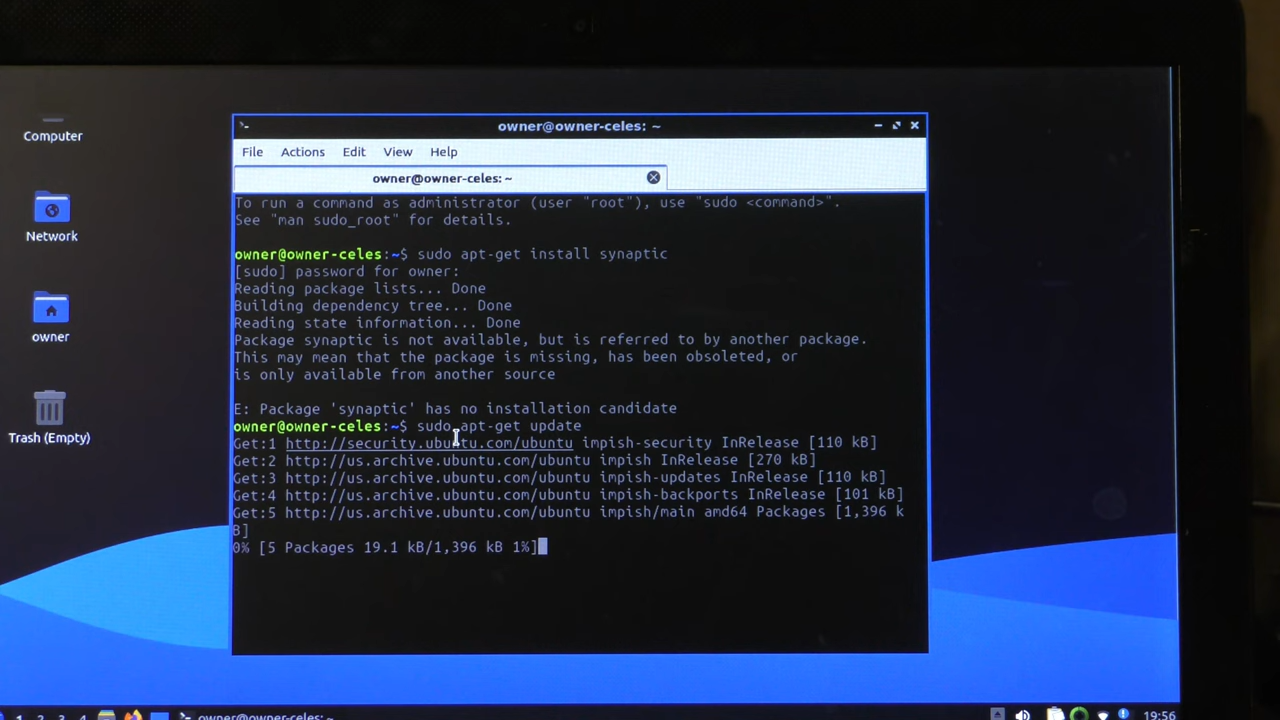 Computer
Network
owner
Trash (Empty)
owner@owner-celes: ~
File Actions Edit View Help
owner@owner-celes: ~
To run a command as administrator (user "root"), use "sudo <command>".
See "man sudo_root" for details.
owner@owner-celes:~$ sudo apt-get install synaptic
[sudo] password for owner:
Reading package lists... Done
Building dependency tree... Done
Reading state information... Done
Package synaptic is not available, but is referred to by another package.
This may mean that the package is missing, has been obsoleted, or
is only available from another source
E: Package 'synaptic' has no installation candidate
owner@owner-celes:~$ sudo apt-get update
Get:1 http://security.ubuntu.com/ubuntu impish-security InRelease [110 kB]
Get:2 http://us.archive.ubuntu.com/ubuntu impish InRelease [270 kB]
Get:3 http://us.archive.ubuntu.com/ubuntu impish-updates InRelease [110 kB]
Get:4 http://us.archive.ubuntu.com/ubuntu impish-backports InRelease [101 kB]
Get:5 http://us.archive.ubuntu.com/ubuntu impish/main amd64 Packages [1,396 k
B]
0% [5 Packages 19.1 kB/1,396 kB 1%]
1 2 3 4 owner@owner-celes: ~ 19:56